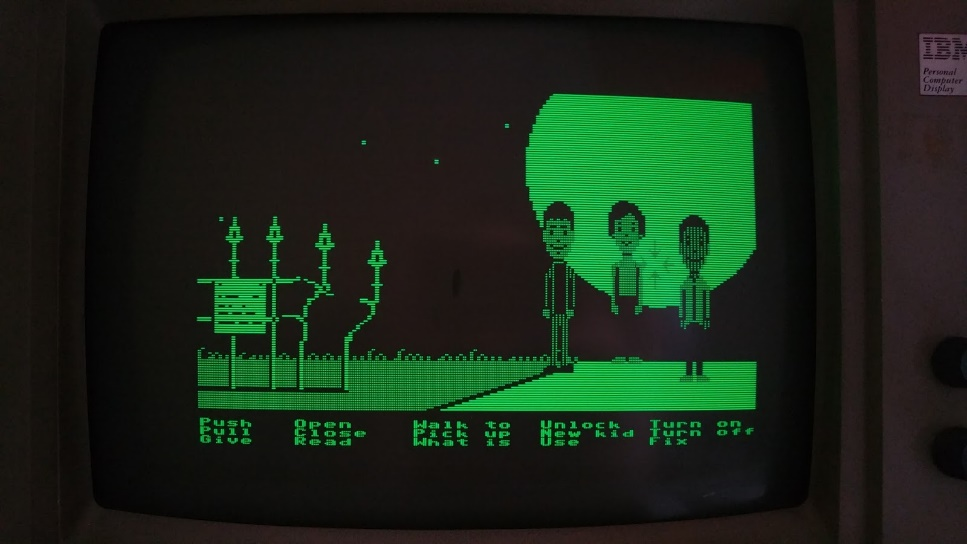 IBM
Personal
Computer
Display
Push Open Walk to Unlock Turn on
Pull Close Pick up New kid Turn off
Give Read What is Use Fix